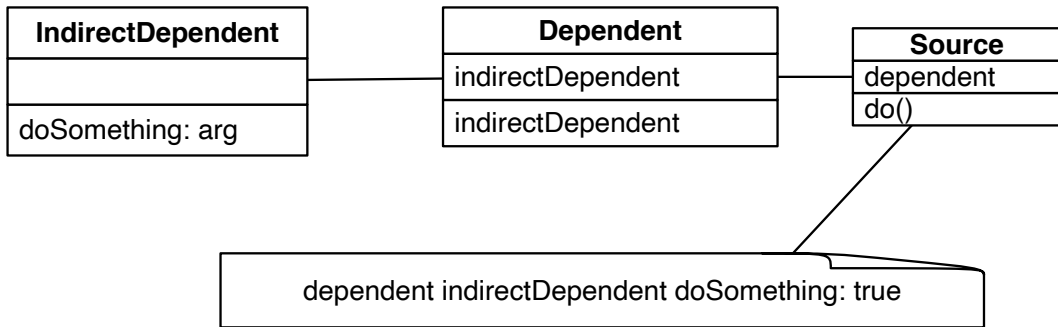 IndirectDependent
doSomething: arg
Dependent
indirectDependent
indirectDependent
Source
dependent
do()
dependent indirectDependent doSomething: true